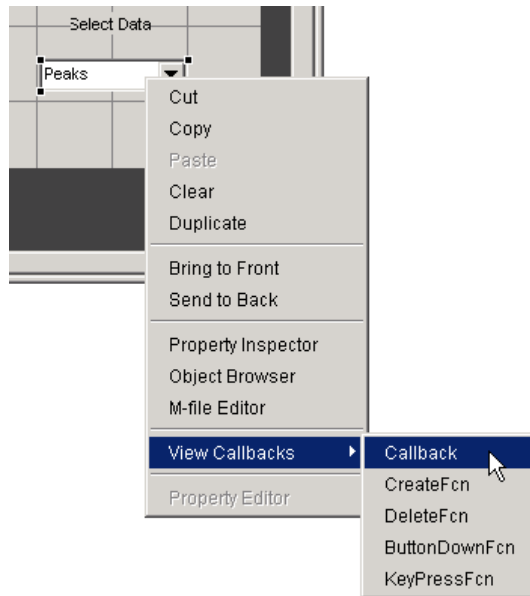 Select Data
Peaks
Cut
Copy
Paste
Clear
Duplicate
Bring to Front
Send to Back
Property Inspector
Object Browser
M-file Editor
View Callbacks
Property Editor
Callback
CreateFcn
DeleteFcn
ButtonDownFcn
KeyPressFcn